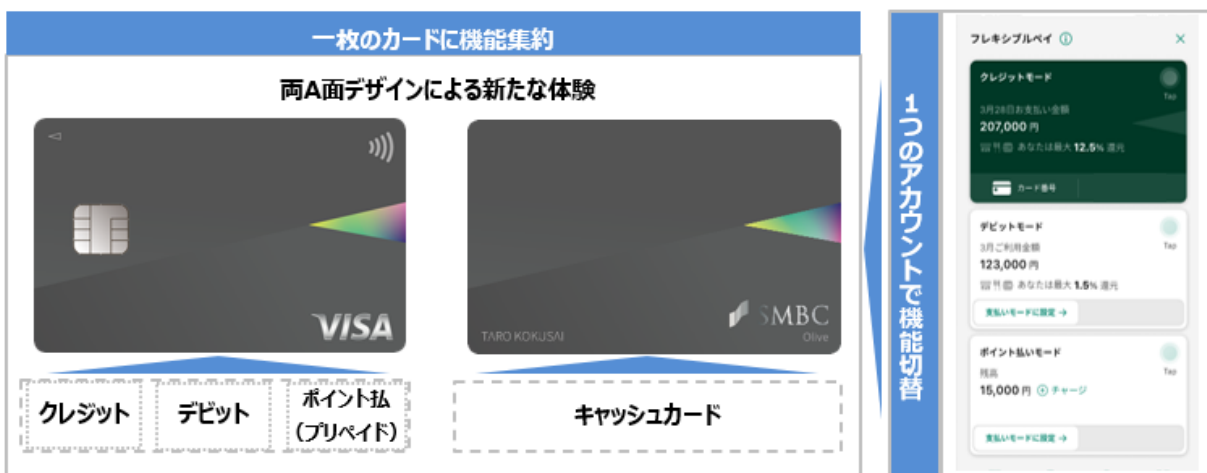 一枚のカードに機能集約
両A面デザインによる新たな体験
VISA
TARO KOKUSAI
SMBC
Olive
クレジット
デビット
ポイント払
(プリペイド)
キャッシュカード
1つのアカウントで機能切替
フレキシブルペイ
クレジットモード
Tap
3月28日お支払い金額
207,000 円
あなたは最大 12.5% 還元
カード番号
デビットモード
Tap
3月ご利用金額
123,000 円
あなたは最大 1.5% 還元
支払いモードに設定 →
ポイント払いモード
Tap
残高
15,000 円 チャージ
支払いモードに設定 →